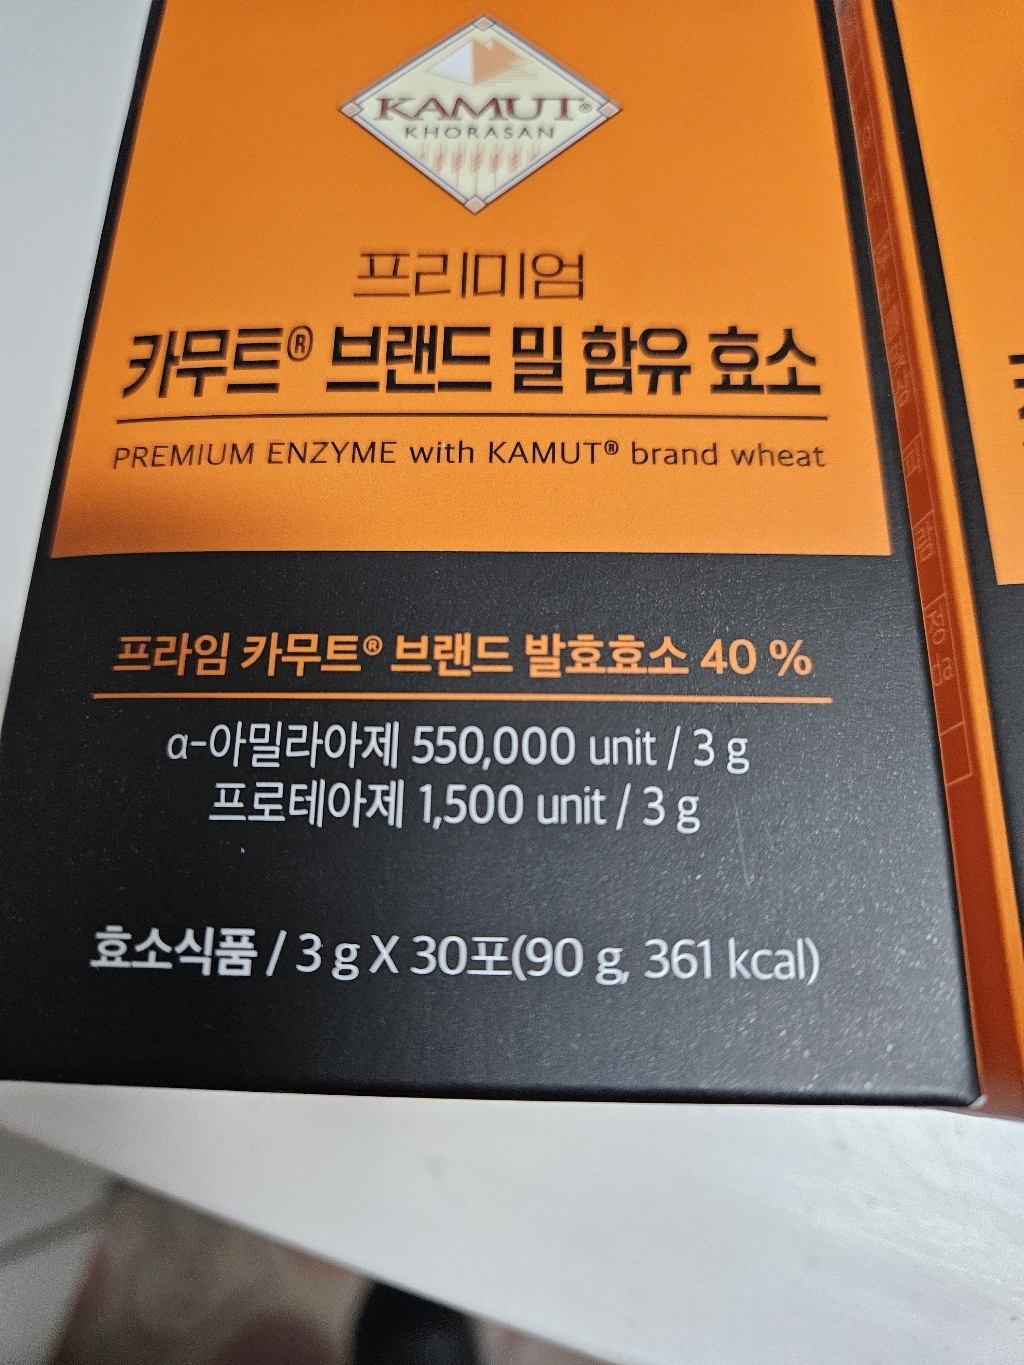 KAMUT®
KHORASAN
프리미엄
카무트® 브랜드 밀 함유 효소
PREMIUM ENZYME with KAMUT® brand wheat
프라임 카무트® 브랜드 발효효소 40 %
α-아밀라아제 550,000 unit / 3 g
프로테아제 1,500 unit / 3 g
효소식품 / 3 g X 30포(90 g, 361 kcal)